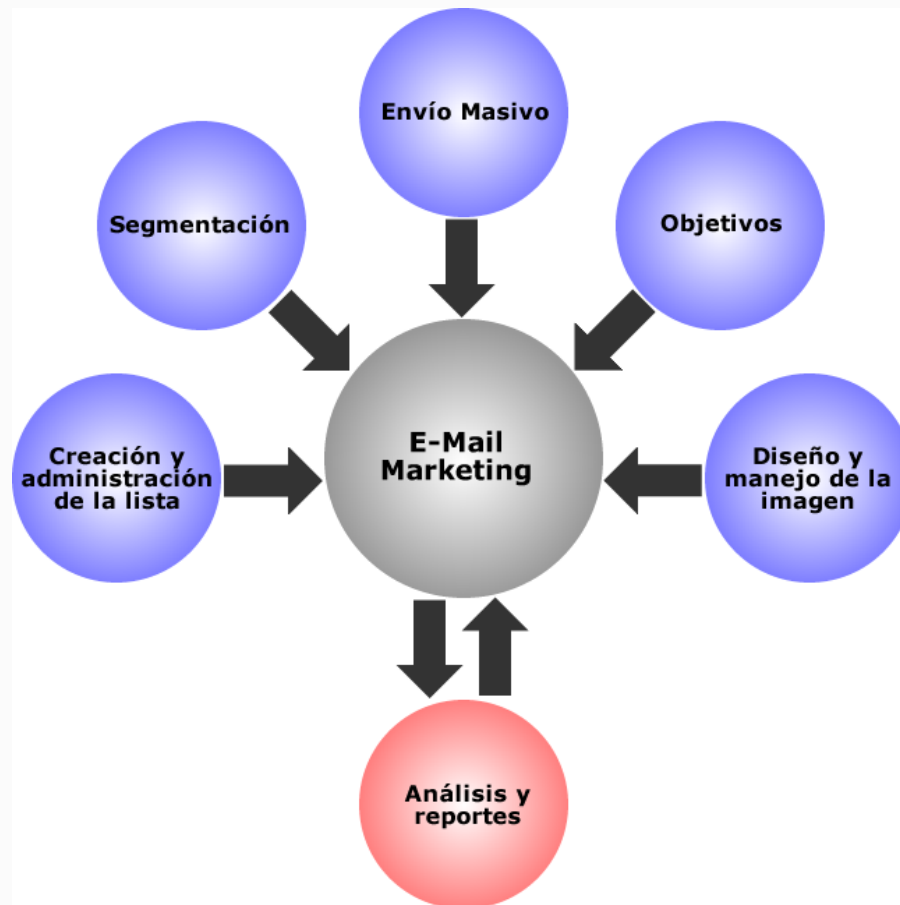 Envío Masivo
Segmentación
Objetivos
E-Mail
Marketing
Creación y
administración
de la lista
Diseño y
manejo de la
imagen
Análisis y
reportes